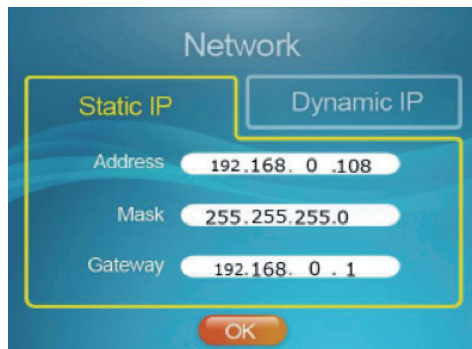 Network
Static IP Dynamic IP
Address 192.168. 0 .108
Mask 255.255.255.0
Gateway 192.168. 0 . 1
OK